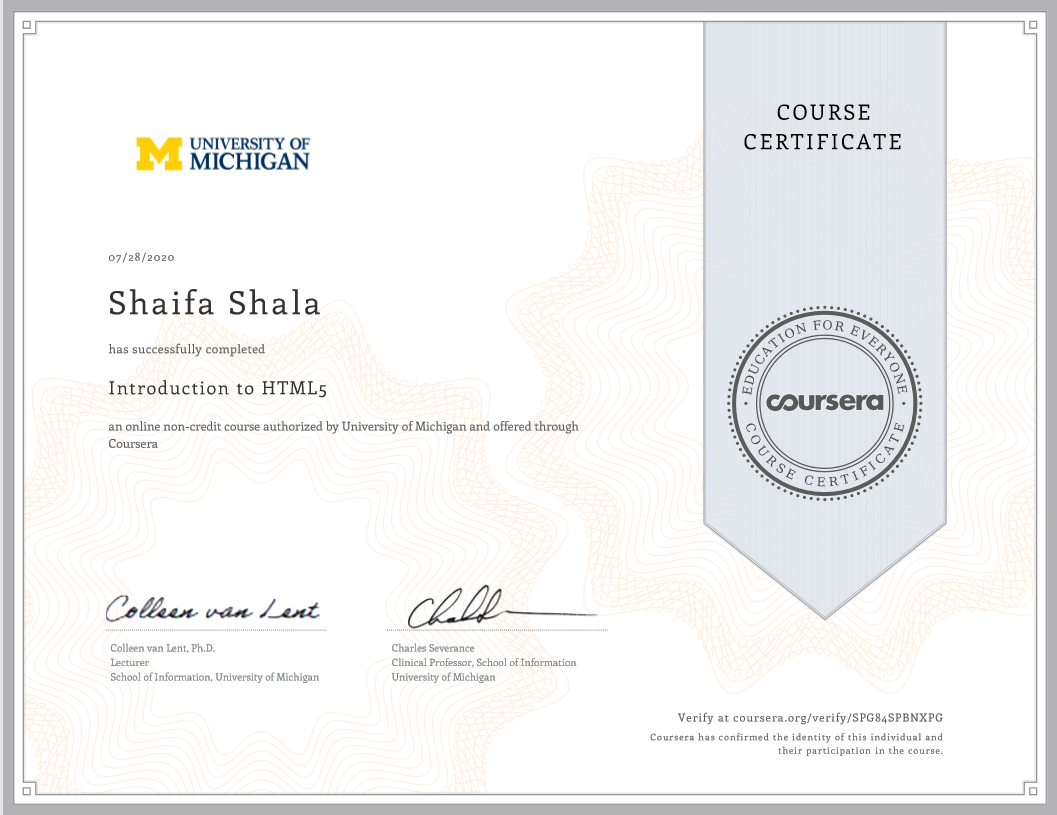 UNIVERSITY OF
MICHIGAN
COURSE
CERTIFICATE
07/28/2020
Shaifa Shala
has successfully completed
Introduction to HTML5
an online non-credit course authorized by University of Michigan and offered through
Coursera
EDUCATION FOR EVERYONE
coursera
COURSE CERTIFICATE
Colleen van Lent
Colleen van Lent, Ph.D.
Lecturer
School of Information, University of Michigan
Charles Severance
Clinical Professor, School of Information
University of Michigan
Verify at coursera.org/verify/SPG84SPBNXPG
Coursera has confirmed the identity of this individual and
their participation in the course.